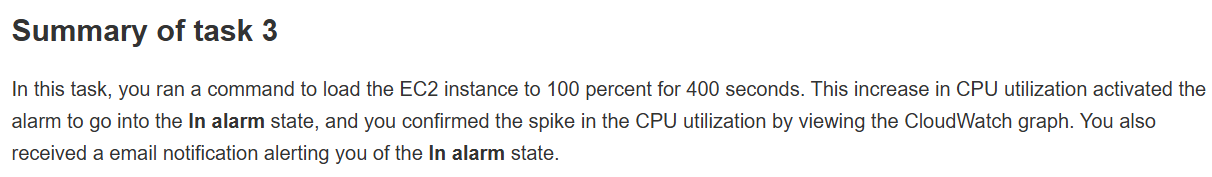 Summary of task 3
In this task, you ran a command to load the EC2 instance to 100 percent for 400 seconds. This increase in CPU utilization activated the
alarm to go into the In alarm state, and you confirmed the spike in the CPU utilization by viewing the CloudWatch graph. You also
received a email notification alerting you of the In alarm state.